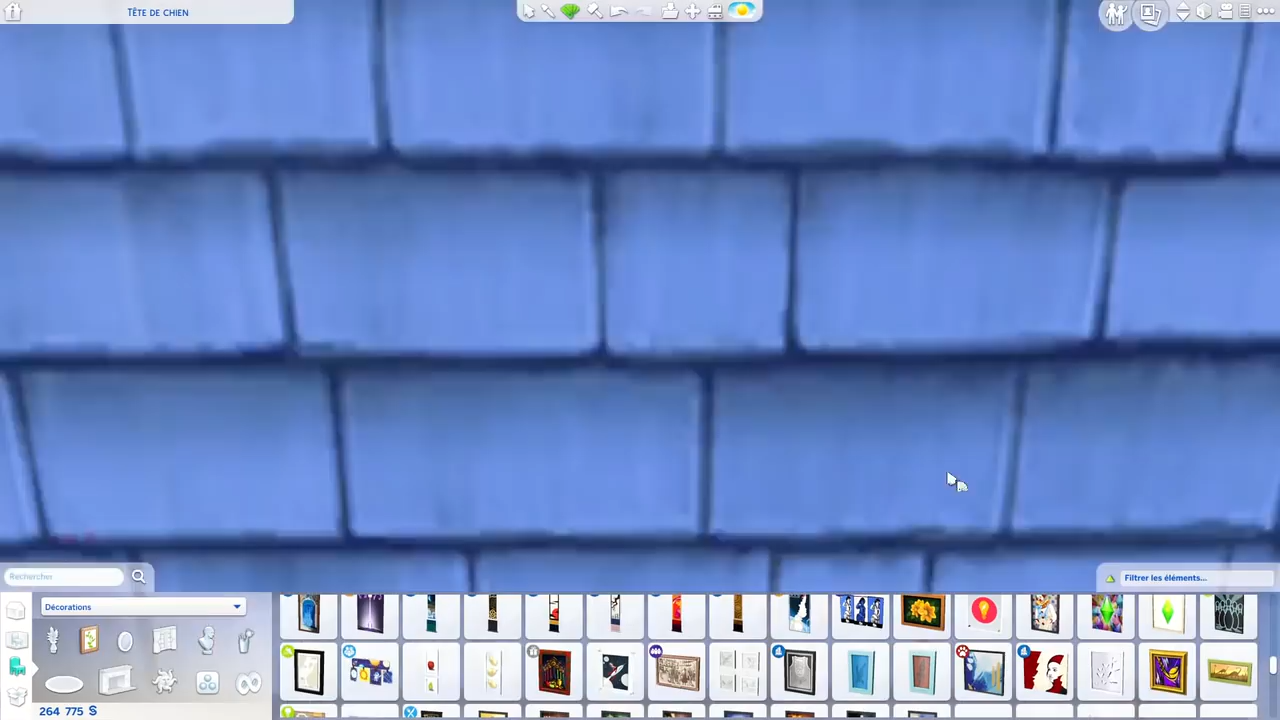 TÊTE DE CHIEN
Rechercher
Filtrer les éléments...
Décorations
264 775 $